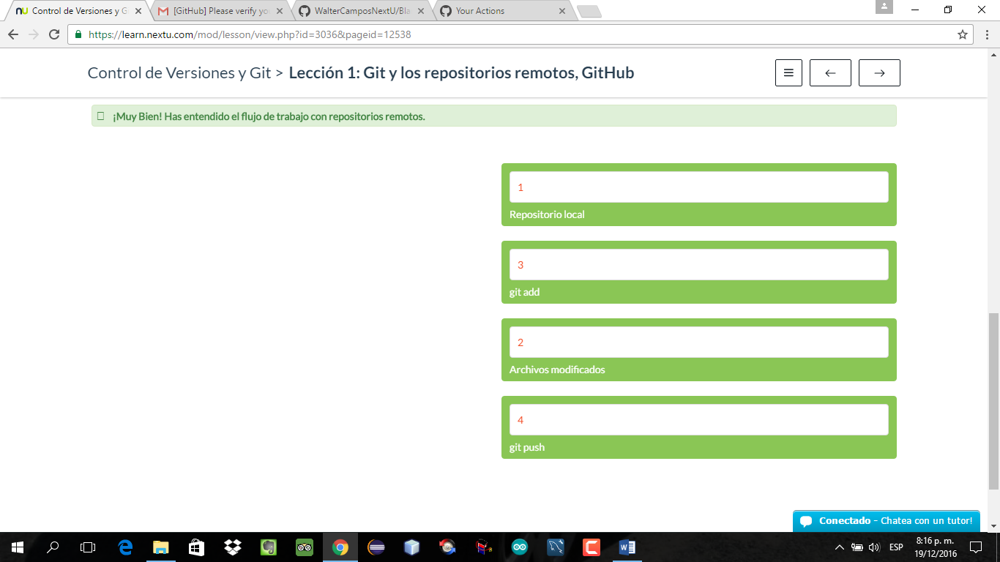 Control de Versiones y G
[GitHub] Please verify yo
WalterCamposNextU/Bla
Your Actions
https://learn.nextu.com/mod/lesson/view.php?id=3036&pageid=12538
Control de Versiones y Git > Lección 1: Git y los repositorios remotos, GitHub
¡Muy Bien! Has entendido el flujo de trabajo con repositorios remotos.
1
Repositorio local
3
git add
2
Archivos modificados
4
git push
Conectado - Chatea con un tutor!
ESP
8:16 p. m.
19/12/2016